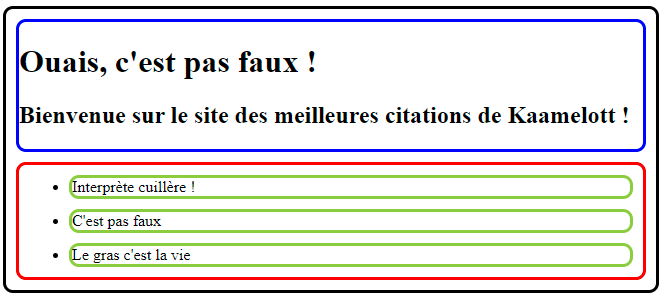 Ouais, c'est pas faux !
Bienvenue sur le site des meilleures citations de Kaamelott !
Interprète cuillère !
C'est pas faux
Le gras c'est la vie